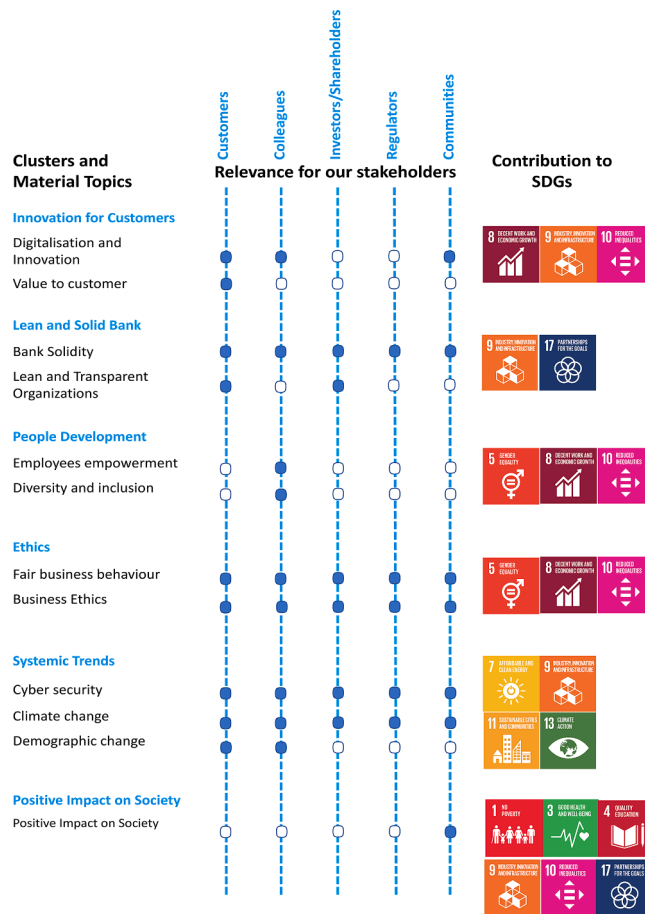 Customers
Colleagues
Investors/Shareholders
Regulators
Communities
Clusters and
Material Topics
Relevance for our stakeholders
Contribution to
SDGs
Innovation for Customers
Digitalisation and
Innovation
Value to customer
8 DECENT WORK AND
ECONOMIC GROWTH
9 INDUSTRY, INNOVATION
AND INFRASTRUCTURE
10 REDUCED
INEQUALITIES
Lean and Solid Bank
Bank Solidity
Lean and Transparent
Organizations
9 INDUSTRY, INNOVATION
AND INFRASTRUCTURE
17 PARTNERSHIPS
FOR THE GOALS
People Development
Employees empowerment
Diversity and inclusion
5 GENDER
EQUALITY
8 DECENT WORK AND
ECONOMIC GROWTH
10 REDUCED
INEQUALITIES
Ethics
Fair business behaviour
Business Ethics
5 GENDER
EQUALITY
8 DECENT WORK AND
ECONOMIC GROWTH
10 REDUCED
INEQUALITIES
Systemic Trends
Cyber security
Climate change
Demographic change
7 AFFORDABLE AND
CLEAN ENERGY
9 INDUSTRY, INNOVATION
AND INFRASTRUCTURE
11 SUSTAINABLE CITIES
AND COMMUNITIES
13 CLIMATE
ACTION
Positive Impact on Society
Positive Impact on Society
1 NO
POVERTY
3 GOOD HEALTH
AND WELL-BEING
4 QUALITY
EDUCATION
9 INDUSTRY, INNOVATION
AND INFRASTRUCTURE
10 REDUCED
INEQUALITIES
17 PARTNERSHIPS
FOR THE GOALS